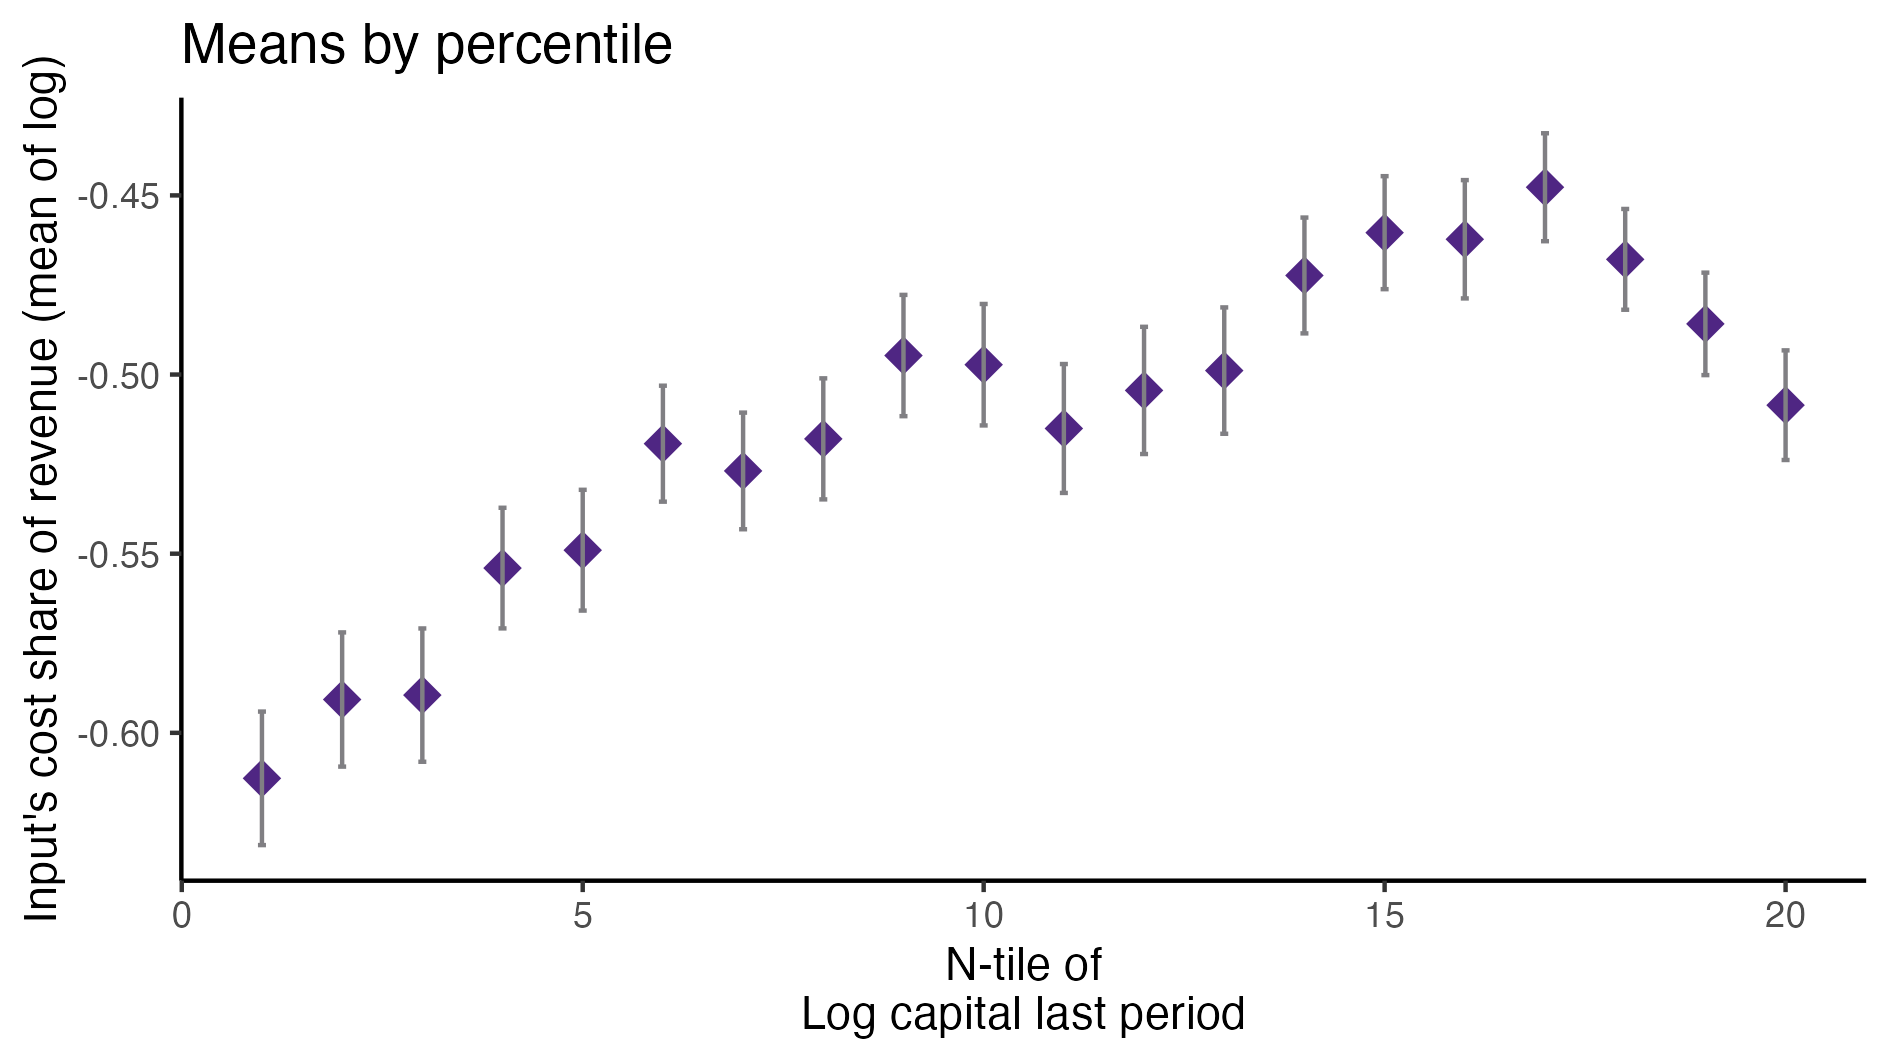 Means by percentile
Input's cost share of revenue (mean of log)
-0.45
-0.50
-0.55
-0.60
0
5
10
15
20
N-tile of
Log capital last period